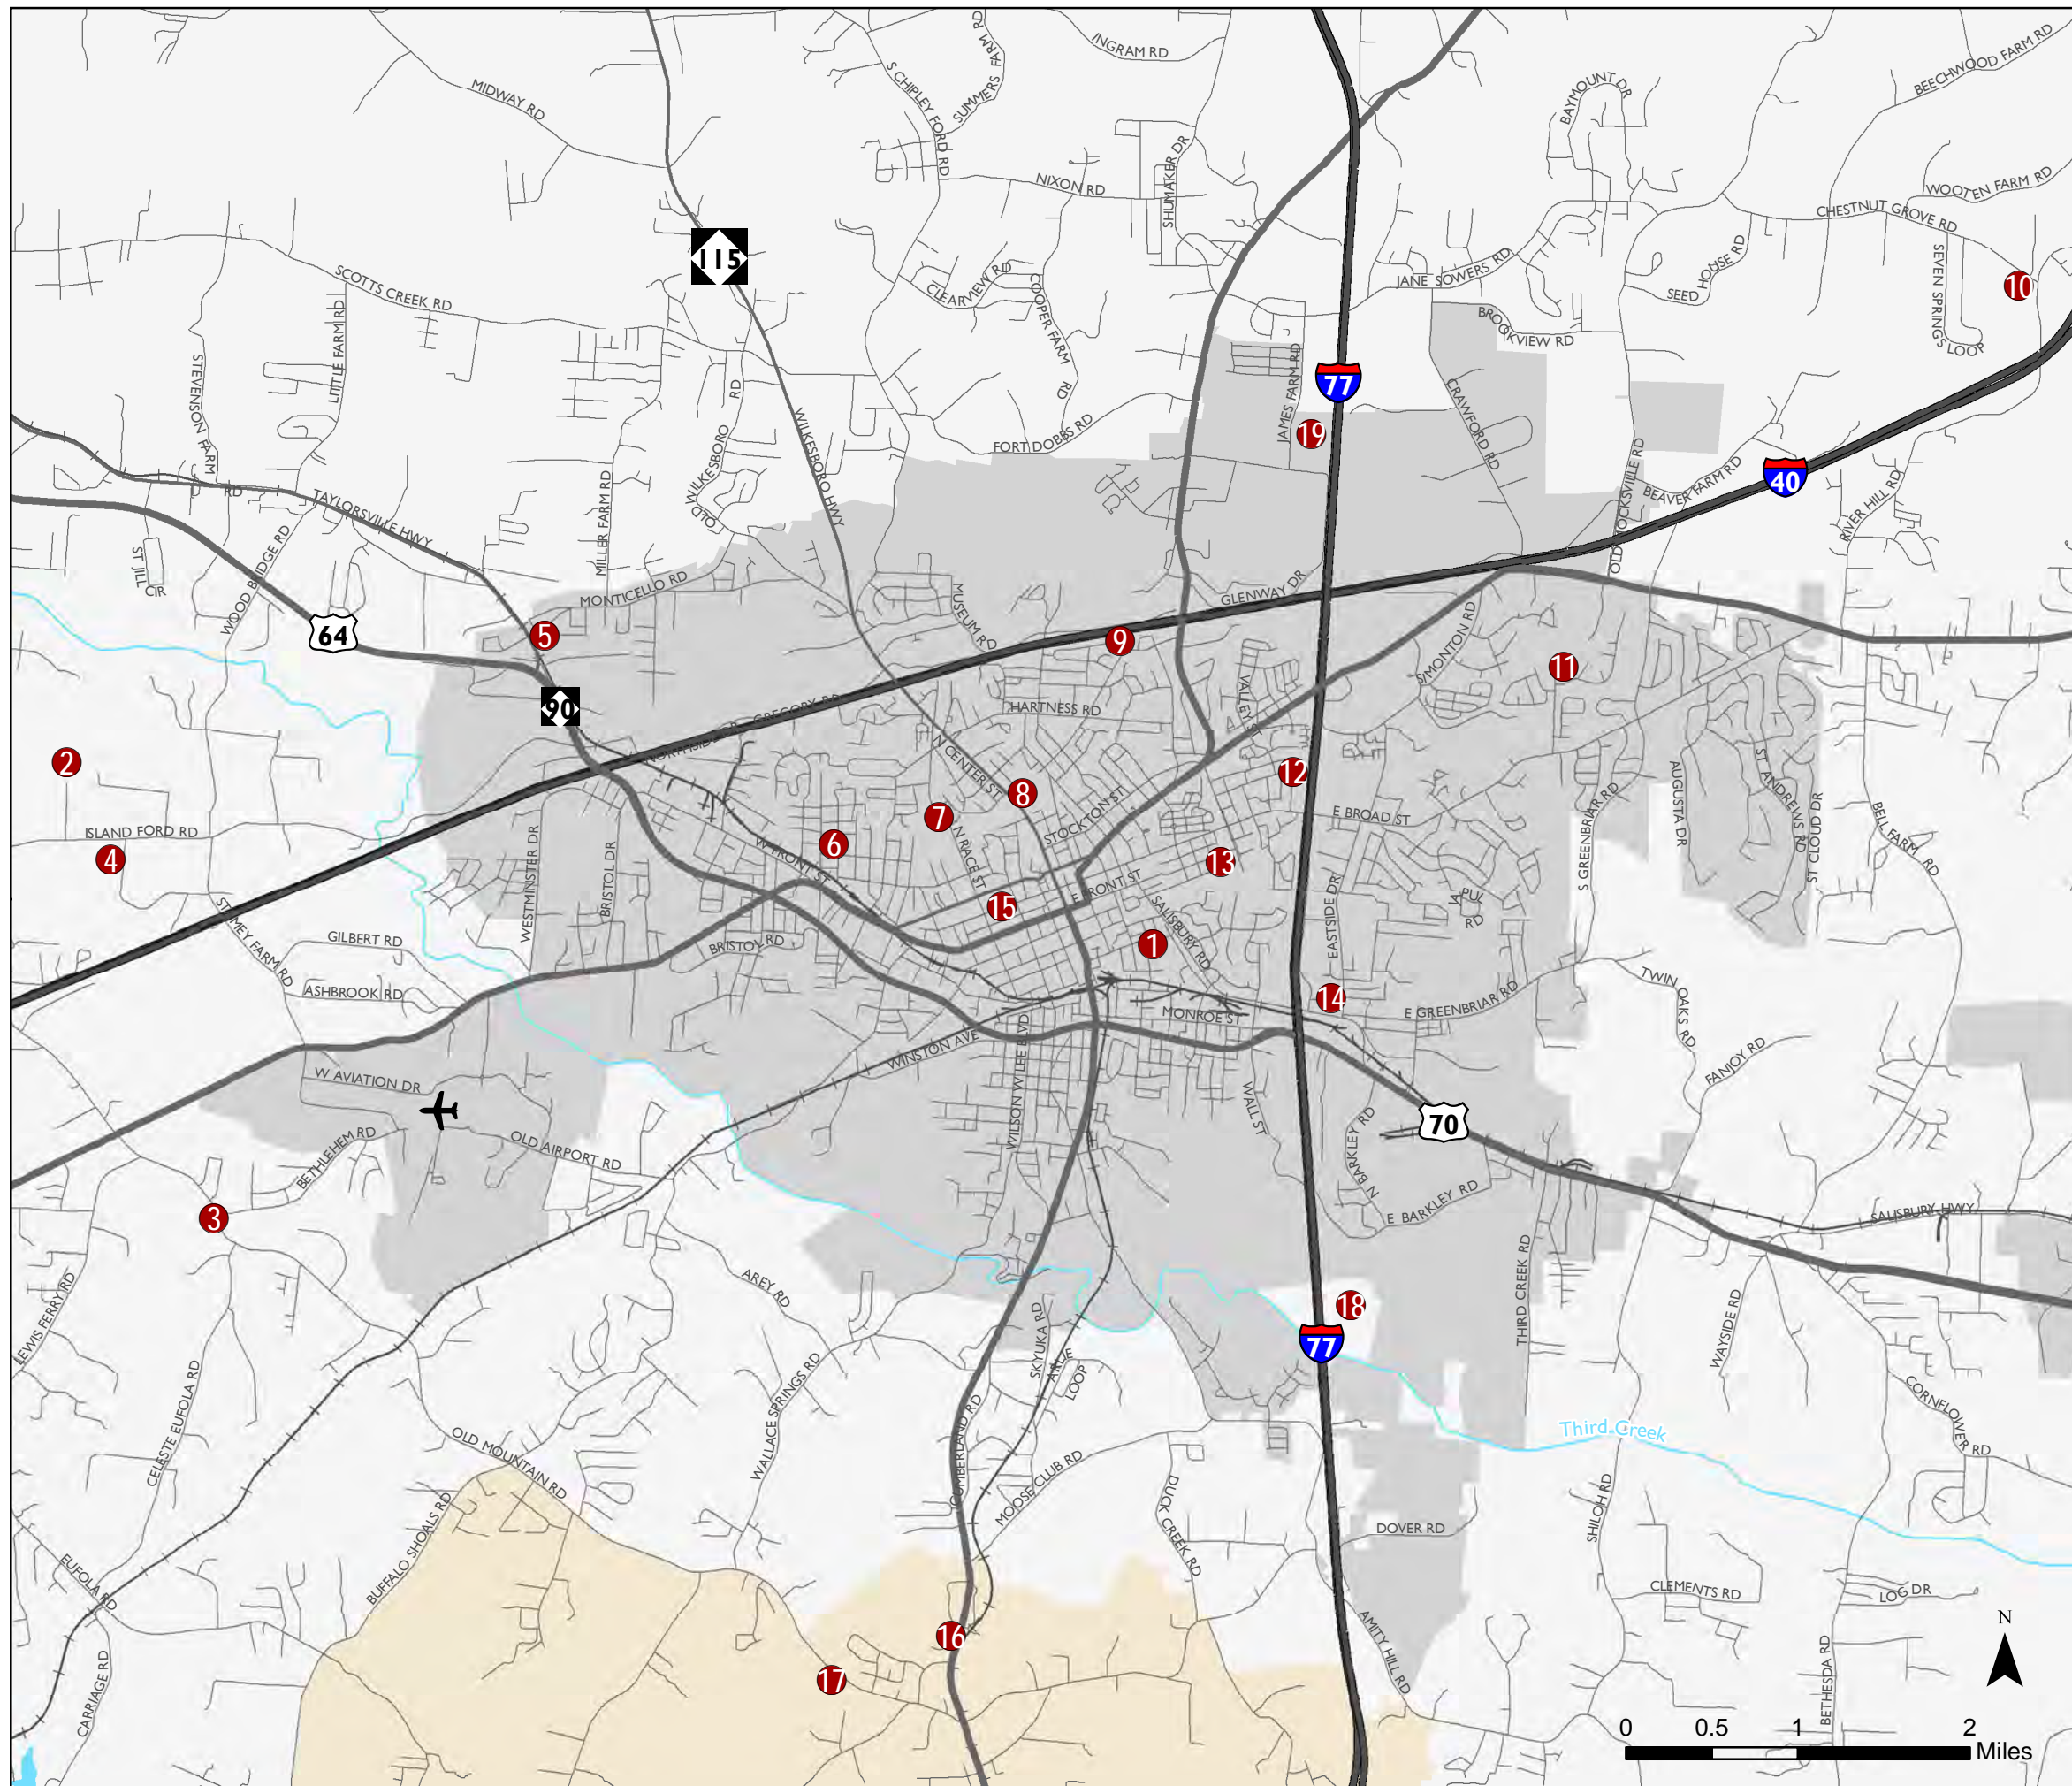 INGRAM RD
SUMMERS FARM RD
S CHIPLEY FORD RD
MIDWAY RD
BAYMOUNT DR
BEECHWOOD FARM RD
SHUMAKER DR
NIXON RD
WOOTEN FARM RD
CHESTNUT GROVE RD
115
SCOTTS CREEK RD
CLEARVIEW RD
COOPER FARM RD
JANE SOWERS RD
SEED HOUSE RD
SEVEN SPRINGS LOOP
10
BROOKVIEW RD
LITTLE FARM RD
STEVENSON FARM RD
JAMES FARM RD
77
CRAWFORD RD
19
FORT DOBBS RD
WILKESBORO HWY
OLD WILKESBORO RD
MILLER FARM RD
TAYLORSVILLE HWY
OLD MOCKSVILLE RD
BEAVER FARM RD
40
RIVER HILL RD
ST JILL CIR
WOOD BRIDGE RD
MONTICELLO RD
MUSEUM RD
GLENWAY DR
SIMONTON RD
64
5
9
11
90
GREGORY RD
HARTNESS RD
VALLEY ST
N CENTER ST
2
12
8
7
6
STOCKTON ST
E BROAD ST
S GREENBRIAR RD
AUGUSTA DR
ST ANDREWS RD
ST CLOUD DR
BELL FARM RD
ISLAND FORD RD
4
WESTMINSTER DR
BRISTOL DR
W FRONT ST
N RACE ST
E FRONT ST
13
15
SALISBURY RD
1
EASTSIDE DR
JAPUL RD
STAMEY FARM RD
GILBERT RD
ASHBROOK RD
BRISTOL RD
14
E GREENBRIAR RD
TWIN OAKS RD
MONROE ST
WINSTON AVE
WILSON W LEE BLVD
FANJOY RD
W AVIATION DR
WALL ST
N BARKLEY RD
70
BETHLEHEM RD
OLD AIRPORT RD
3
E BARKLEY RD
SALISBURY HWY
LEWIS FERRY RD
AREY RD
THIRD CREEK RD
WAYSIDE RD
18
77
SKYUKA RD
ARLIE LOOP
CELESTE EUFOLA RD
WALLACE SPRINGS RD
CUMBERLAND RD
Third Creek
CORNFLOWER RD
OLD MOUNTAIN RD
MOOSE CLUB RD
DUCK CREEK RD
SHILOH RD
DOVER RD
BUFFALO SHOALS RD
EUFOLA RD
CLEMENTS RD
LOG DR
AMITY HILL RD
BETHESDA RD
16
17
CARRIAGE RD
N
0 0.5 1 2
Miles